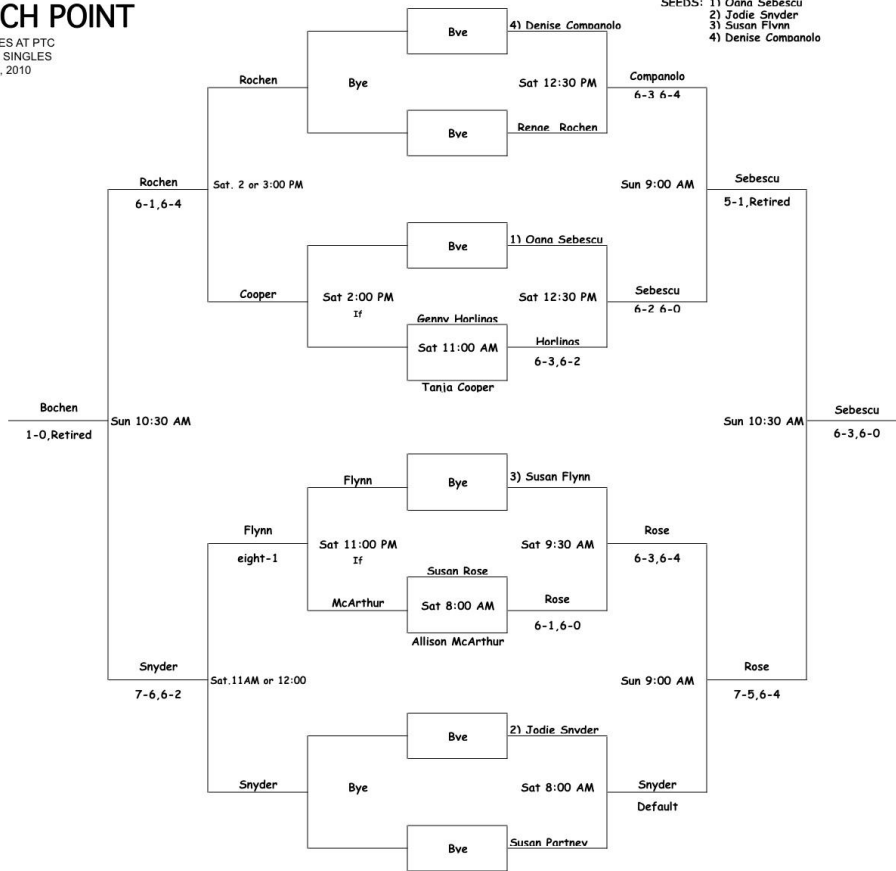 CH POINT
ES AT PTC
SINGLES
, 2010
SEEDS: 1) Oana Sebescu
2) Jodie Snyder
3) Susan Flynn
4) Denise Companolo
Bye
4) Denise Companolo
Rochen
Bye
Sat 12:30 PM
Companolo
6-3 6-4
Bye
Renae Rochen
Rochen
6-1,6-4
Sat. 2 or 3:00 PM
Sun 9:00 AM
Sebescu
5-1,Retired
Bye
1) Oana Sebescu
Cooper
Sat 2:00 PM
If
Sat 12:30 PM
Sebescu
6-2 6-0
Genny Horlings
Sat 11:00 AM
Tania Cooper
Horlings
6-3,6-2
Bochen
1-0,Retired
Sun 10:30 AM
Sun 10:30 AM
Sebescu
6-3,6-0
Flynn
Bye
3) Susan Flynn
Flynn
eight-1
Sat 11:00 PM
If
Sat 9:30 AM
Rose
6-3,6-4
Susan Rose
McArthur
Sat 8:00 AM
Allison McArthur
Rose
6-1,6-0
Snyder
7-6,6-2
Sat.11AM or 12:00
Sun 9:00 AM
Rose
7-5,6-4
Bye
2) Jodie Snyder
Snyder
Bye
Sat 8:00 AM
Snyder
Default
Bye
Susan Partney